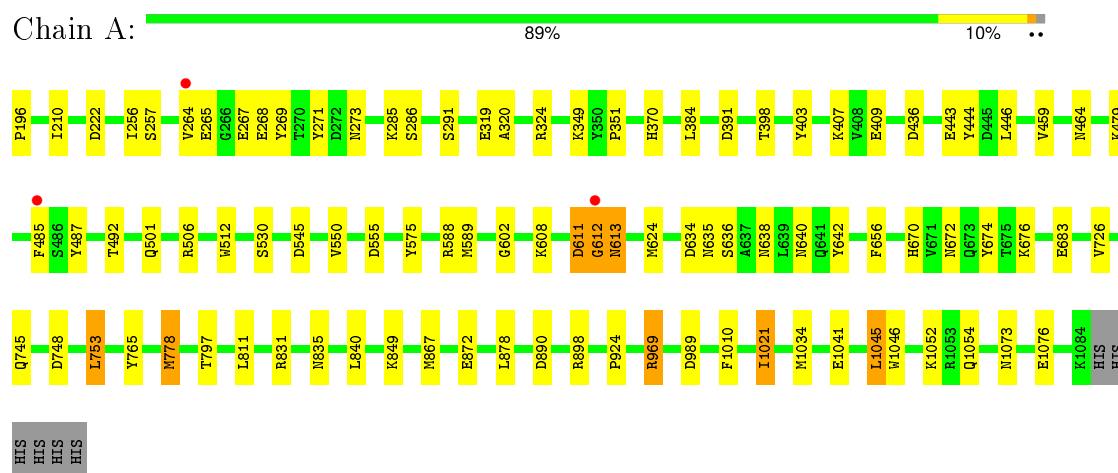 Chain A:
89% 10% ••
P196 I210 D222 I256 S257 V264 E265 G266 E267 E268 Y269 T270 Y271 D272 N273 K285 S286 S291 E319 A320 R324 K349 Y350 P351 H370 L384 D391 T398 Y403 K407 V408 E409 D436 E443 Y444 D445 L446 V459 N464
F485 S486 Y487 T492 Q501 R506 W512 S530 D545 V550 D555 Y575 R588 M589 G602 K608 D611 G612 N613 M624 D634 N635 S636 A637 N638 L639 N640 Q641 Y642 F656 H670 V671 N672 Q673 Y674 T675 K676 E683 V726
Q745 D748 L753 Y765 M778 T797 L811 R831 N835 L840 K849 M867 E872 L878 D890 R898 P924 R969 D989 F1010 I1021 M1034 E1041 L1045 W1046 K1052 R1053 Q1054 N1073 E1076 K1084 HIS HIS
HIS HIS HIS HIS